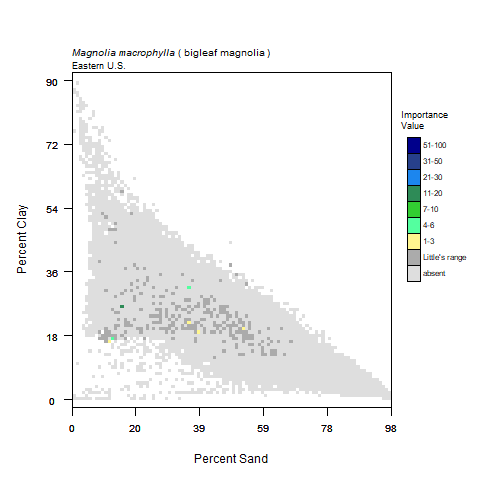 Magnolia macrophylla ( bigleaf magnolia )
Eastern U.S.
Importance
Value
51-100
31-50
21-30
11-20
7-10
4-6
1-3
Little's range
absent
Percent Clay
90
72
54
36
18
0
0
20
39
59
78
98
Percent Sand